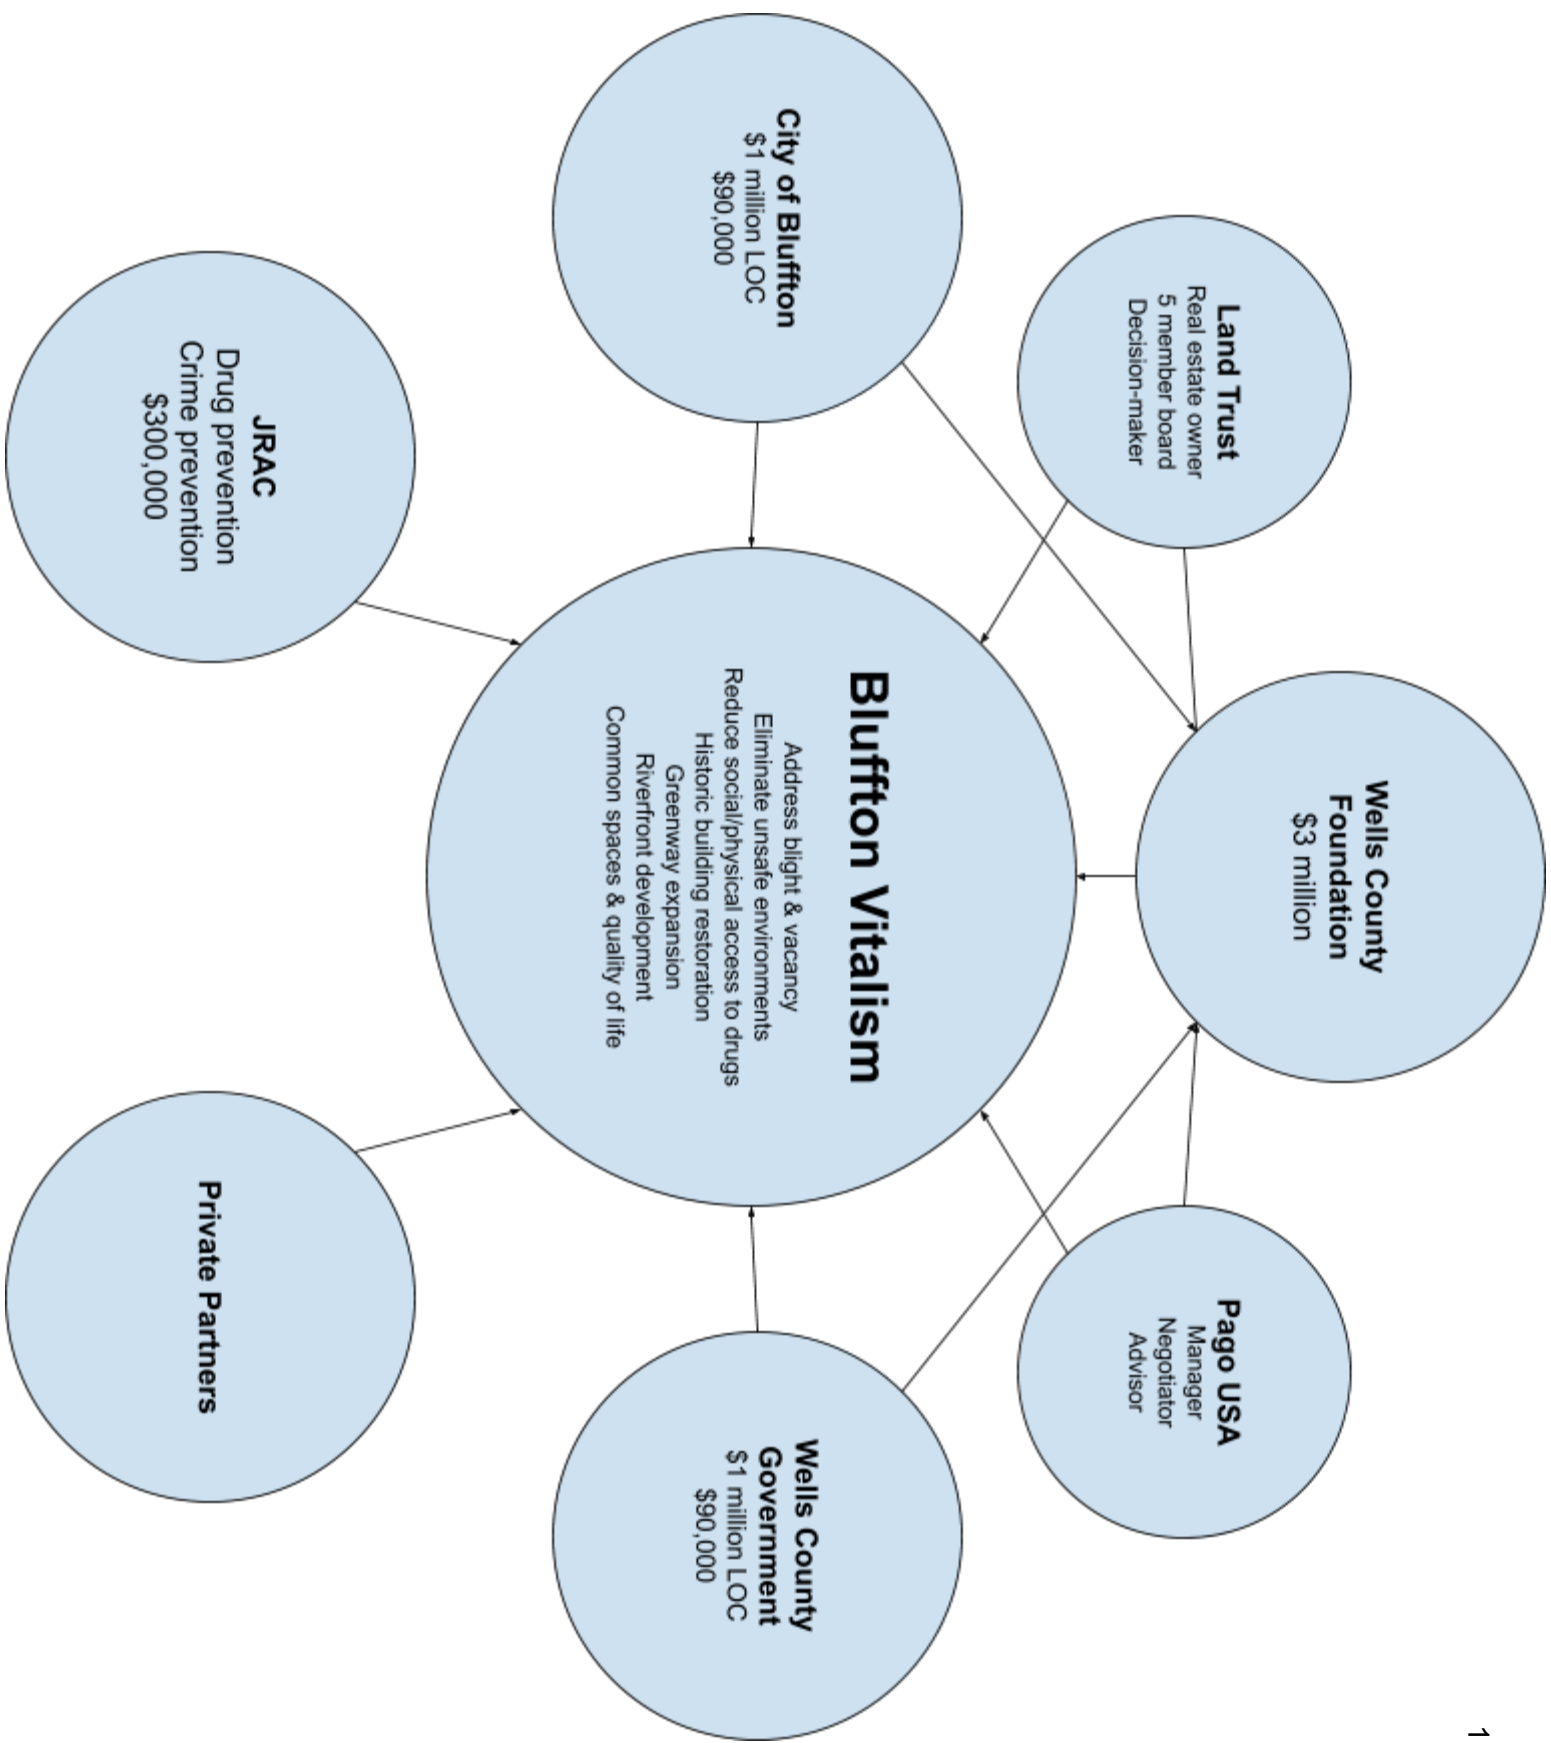 1
Wells County
Foundation
$3 million
Land Trust
Real estate owner
5 member board
Decision-maker
Pago USA
Manager
Negotiator
Advisor
City of Bluffton
$1 million LOC
$90,000
Bluffton Vitalism
Address blight & vacancy
Eliminate unsafe environments
Reduce social/physical access to drugs
Historic building restoration
Greenway expansion
Riverfront development
Common spaces & quality of life
Wells County
Government
$1 million LOC
$90,000
JRAC
Drug prevention
Crime prevention
$300,000
Private Partners